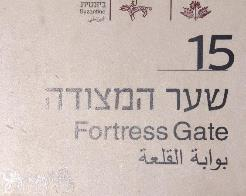 ביזנטית
Byzantine
15
שער המצודה
Fortress Gate
بوابة القلعة